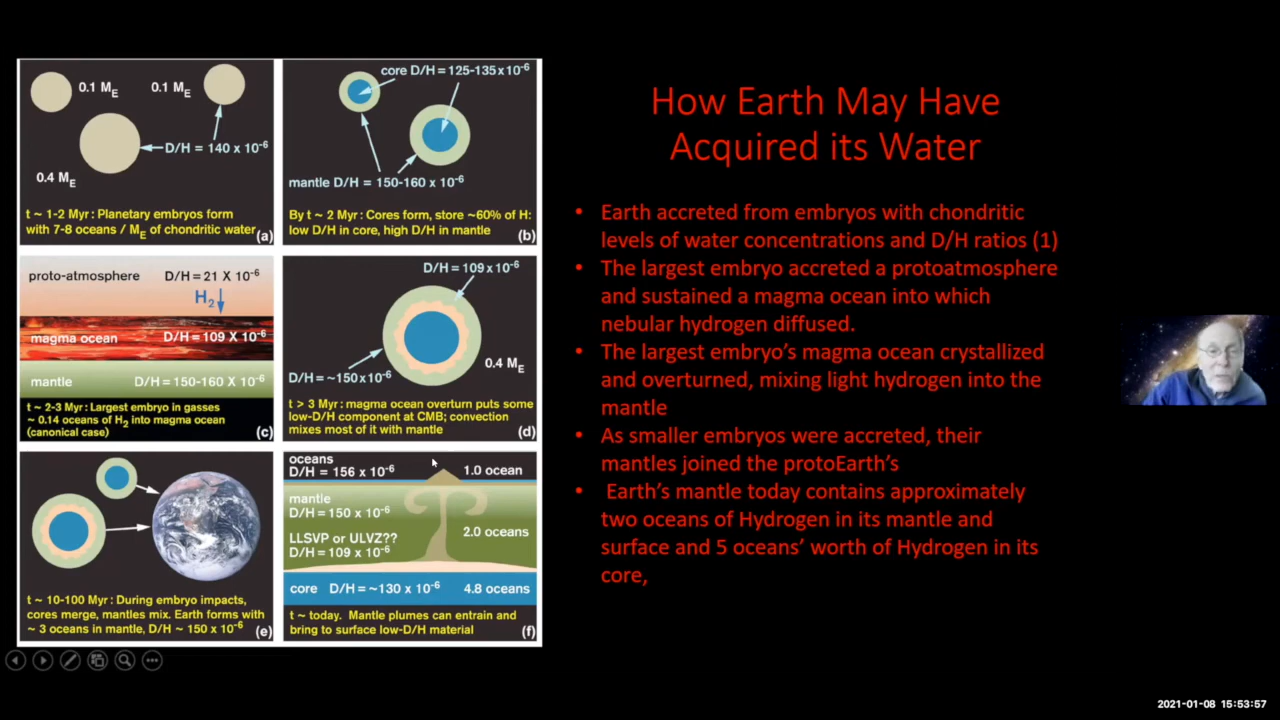 0.1 ME
0.1 ME
D/H = 140 x 10-6
0.4 ME
t ~ 1-2 Myr : Planetary embryos form
with 7-8 oceans / ME of chondritic water
(a)
core D/H = 125-135x10-6
mantle D/H = 150-160 x 10-6
By t ~ 2 Myr : Cores form, store ~60% of H:
low D/H in core, high D/H in mantle
(b)
proto-atmosphere D/H = 21 X 10-6
H2
magma ocean D/H = 109 X 10-6
mantle D/H = 150-160 X 10-6
t ~ 2-3 Myr: Largest embryo in gasses
~ 0.14 oceans of H2 into magma ocean
(canonical case)
(c)
D/H = 109 x 10-6
0.4 ME
D/H = ~150x10-6
t > 3 Myr: magma ocean overturn puts some
low-D/H component at CMB; convection
mixes most of it with mantle
(d)
t ~ 10-100 Myr : During embryo impacts,
cores merge, mantles mix. Earth forms with
~ 3 oceans in mantle, D/H ~ 150 x 10-6
(e)
oceans
D/H = 156 x 10-6 1.0 ocean
mantle
D/H = 150 x 10-6
2.0 oceans
LLSVP or ULVZ??
D/H = 109 x 10-6
core D/H = ~130 x 10-6 4.8 oceans
t ~ today. Mantle plumes can entrain and
bring to surface low-D/H material
(f)
How Earth May Have
Acquired its Water
• Earth accreted from embryos with chondritic
levels of water concentrations and D/H ratios (1)
• The largest embryo accreted a protoatmosphere
and sustained a magma ocean into which
nebular hydrogen diffused.
• The largest embryo's magma ocean crystallized
and overturned, mixing light hydrogen into the
mantle
• As smaller embryos were accreted, their
mantles joined the protoEarth's
• Earth's mantle today contains approximately
two oceans of Hydrogen in its mantle and
surface and 5 oceans' worth of Hydrogen in its
core,
2021-01-08 15:53:57